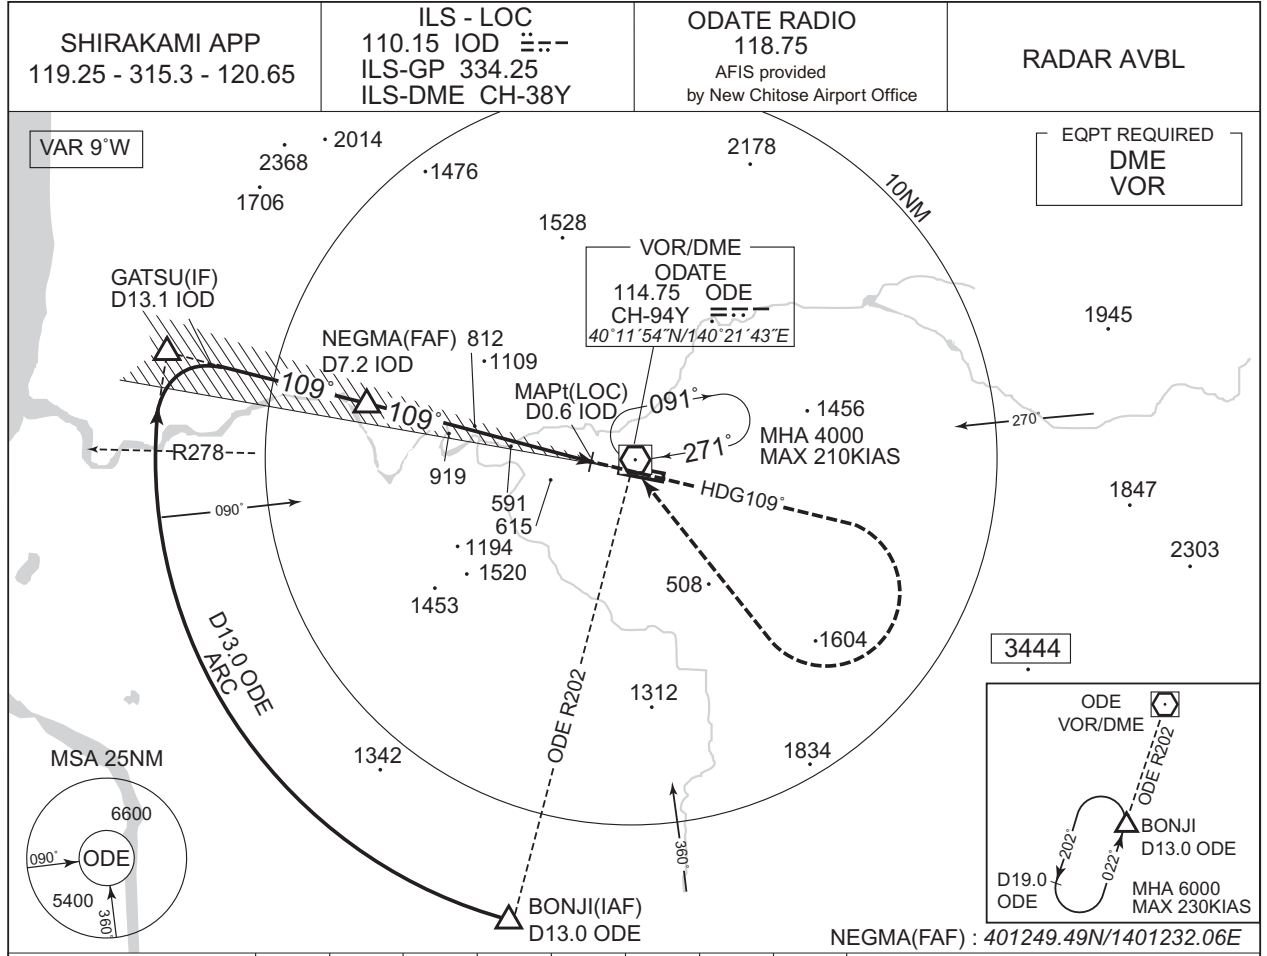 SHIRAKAMI APP
119.25 - 315.3 - 120.65
ILS - LOC
110.15 IOD
ILS-GP 334.25
ILS-DME CH-38Y
ODATE RADIO
118.75
AFIS provided
by New Chitose Airport Office
RADAR AVBL
VAR 9°W
EQPT REQUIRED
DME
VOR
2014
2368
1706
1476
2178
10NM
1528
VOR/DME
ODATE
114.75 ODE
CH-94Y
40°11´54˝N/140°21´43˝E
GATSU(IF)
D13.1 IOD
NEGMA(FAF)
D7.2 IOD
812
1109
MAPt(LOC)
D0.6 IOD
1945
109°
109°
091°
271°
1456
MHA 4000
MAX 210KIAS
270°
R278
919
591
615
HDG109°
090°
1847
2303
1194
1520
1453
508
1604
3444
D13.0 ODE
ARC
ODE R202
1312
1342
1834
360°
MSA 25NM
6600
090°
ODE
5400
360°
BONJI(IAF)
D13.0 ODE
ODE
VOR/DME
ODE R202
BONJI
D13.0 ODE
202°
022°
D19.0
ODE
MHA 6000
MAX 230KIAS
NEGMA(FAF) : 401249.49N/1401232.06E